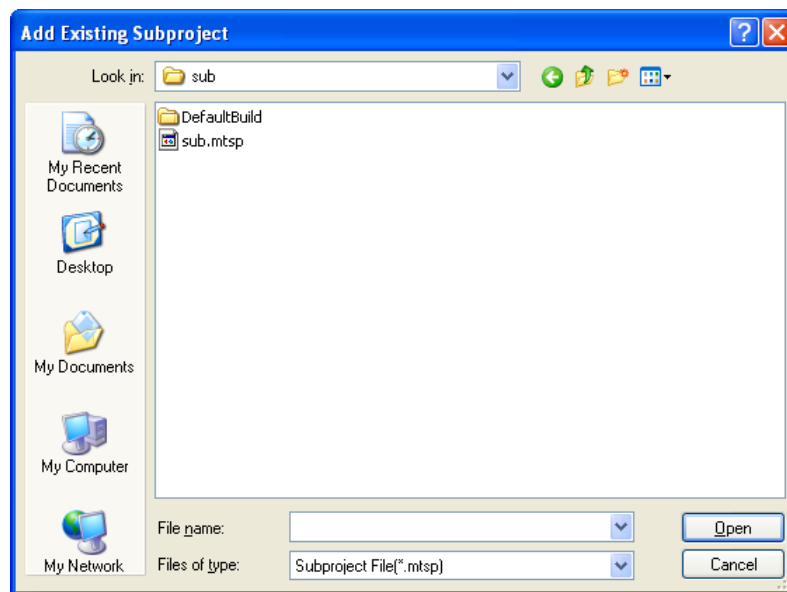 Add Existing Subproject
Look in:
sub
DefaultBuild
sub.mtsp
My Recent
Documents
Desktop
My Documents
My Computer
My Network
File name:
Open
Files of type:
Subproject File(*.mtsp)
Cancel